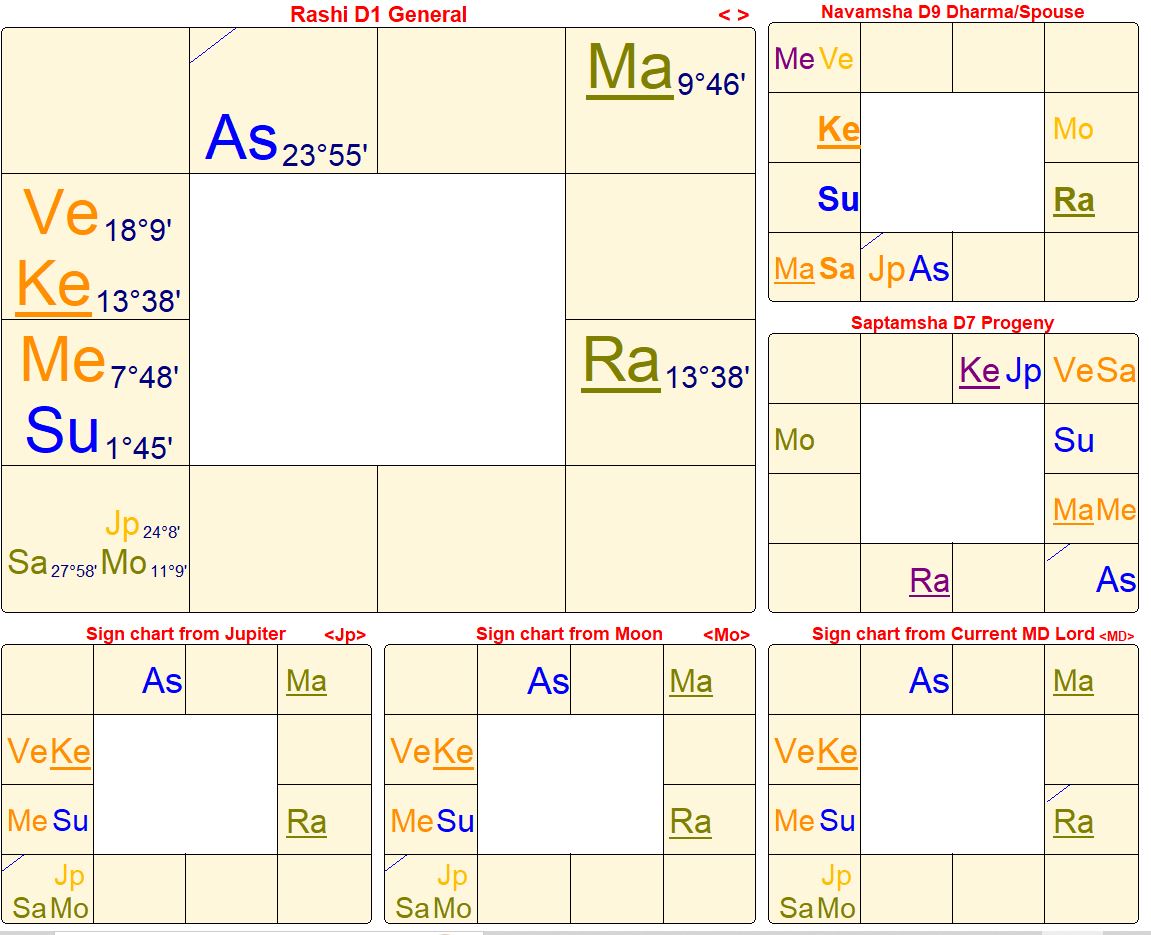 Rashi D1 General < >
Ma 9°46'
As 23°55'
Ve 18°9'
Ke 13°38'
Me 7°48'
Ra 13°38'
Su 1°45'
Jp 24°8'
Sa 27°58' Mo 11°9'
Navamsha D9 Dharma/Spouse
Me Ve
Ke Mo
Su Ra
Ma Sa Jp As
Saptamsha D7 Progeny
Ke Jp Ve Sa
Mo Su
Ma Me
Ra As
Sign chart from Jupiter <Jp>
As Ma
Ve Ke
Me Su Ra
Jp
Sa Mo
Sign chart from Moon <Mo>
As Ma
Ve Ke
Me Su Ra
Jp
Sa Mo
Sign chart from Current MD Lord <MD>
As Ma
Ve Ke
Me Su Ra
Jp
Sa Mo